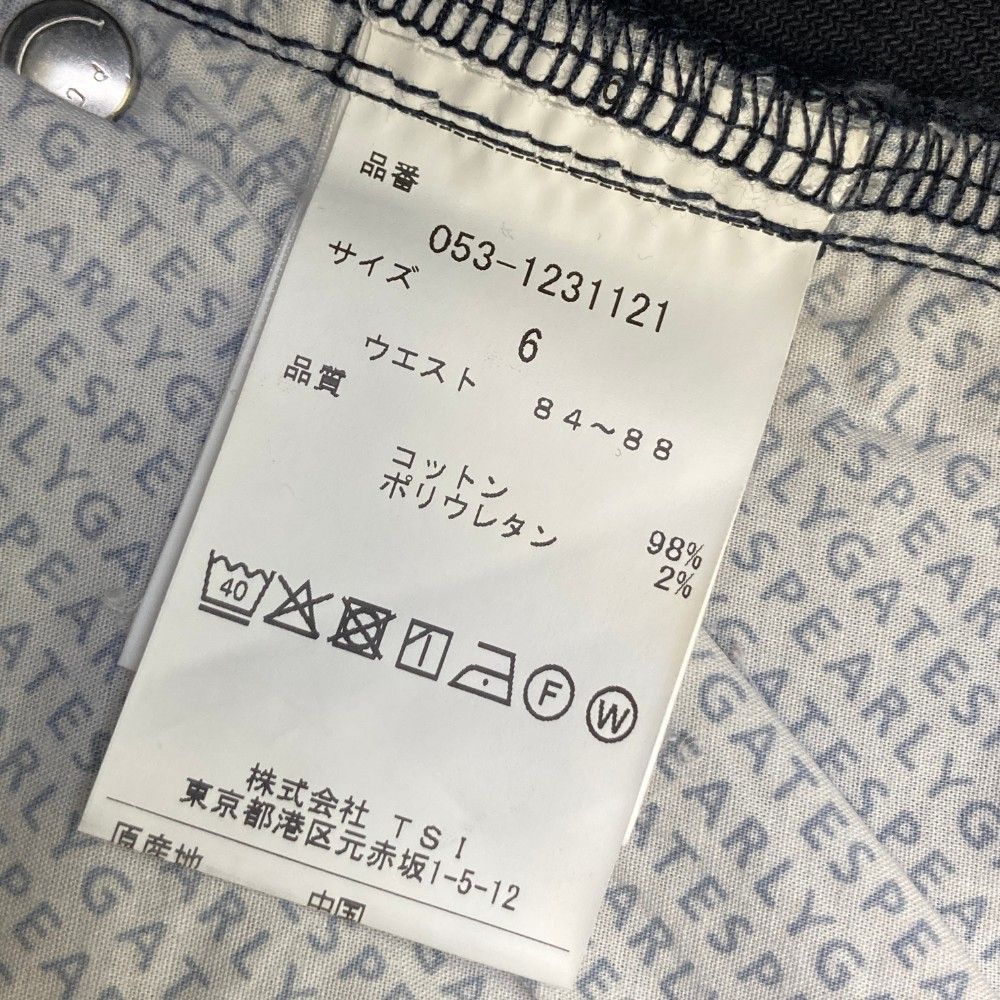 品番
053-1231121
サイズ
6
ウエスト
84～88
品質
コットン 98%
ポリウレタン 2%
40
F
W
株式会社 TSI
東京都港区元赤坂1-5-12
原産地
中国
PEARLY GATES